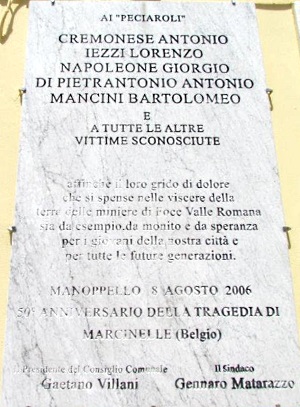 AI "PECIAROLI"
CREMONESE ANTONIO
IEZZI LORENZO
NAPOLEONE GIORGIO
DI PIETRANTONIO ANTONIO
MANCINI BARTOLOMEO
E
A TUTTE LE ALTRE
VITTIME SCONOSCIUTE
affinché il loro grido di dolore
che si spense nelle viscere della
terra delle miniere di Foce Valle Romana
sia da esempio,da monito e da speranza
per i giovani della nostra città e
per tutte le future generazioni.
MANOPPELLO 8 AGOSTO 2006
50° ANNIVERSARIO DELLA TRAGEDIA DI
MARCINELLE (Belgio)
Il Presidente del Consiglio Comunale Il Sindaco
Gaetano Villani Gennaro Matarazzo